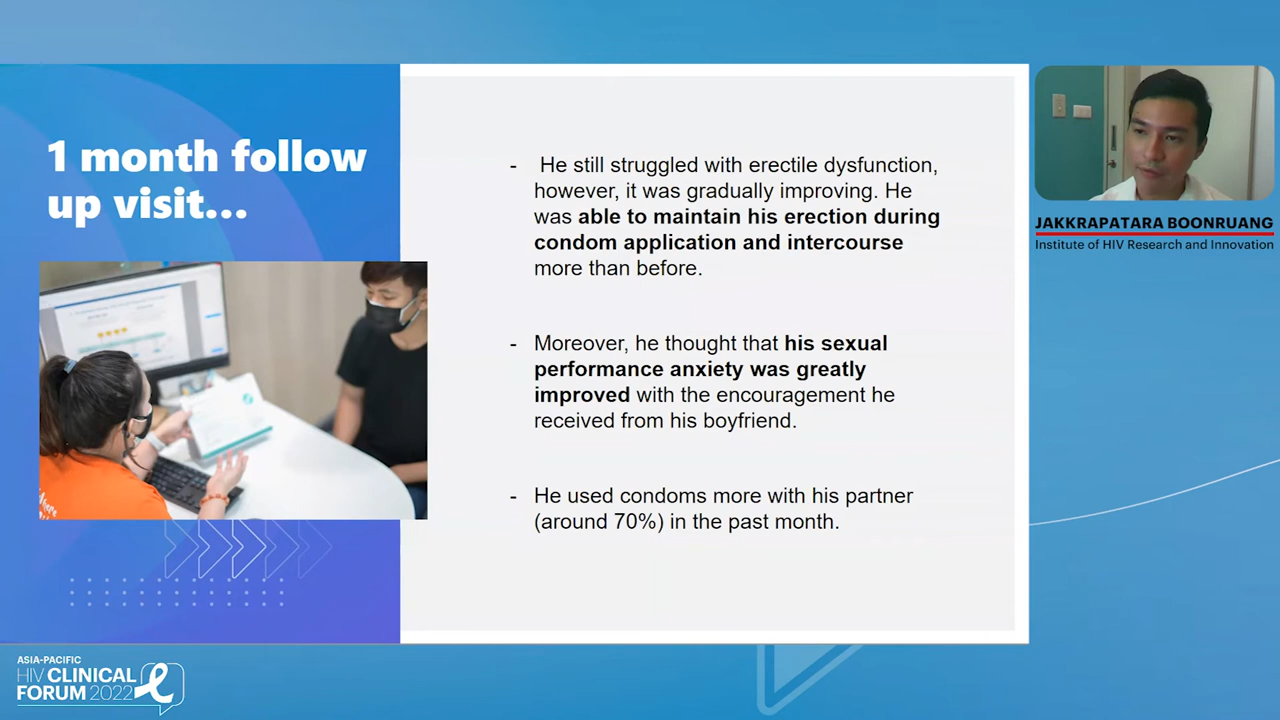 1 month follow
up visit...
- He still struggled with erectile dysfunction,
however, it was gradually improving. He
was able to maintain his erection during
condom application and intercourse
more than before.
- Moreover, he thought that his sexual
performance anxiety was greatly
improved with the encouragement he
received from his boyfriend.
- He used condoms more with his partner
(around 70%) in the past month.
JAKKRAPATARA BOONRUANG
Institute of HIV Research and Innovation
ASIA-PACIFIC
HIV CLINICAL
FORUM 2022